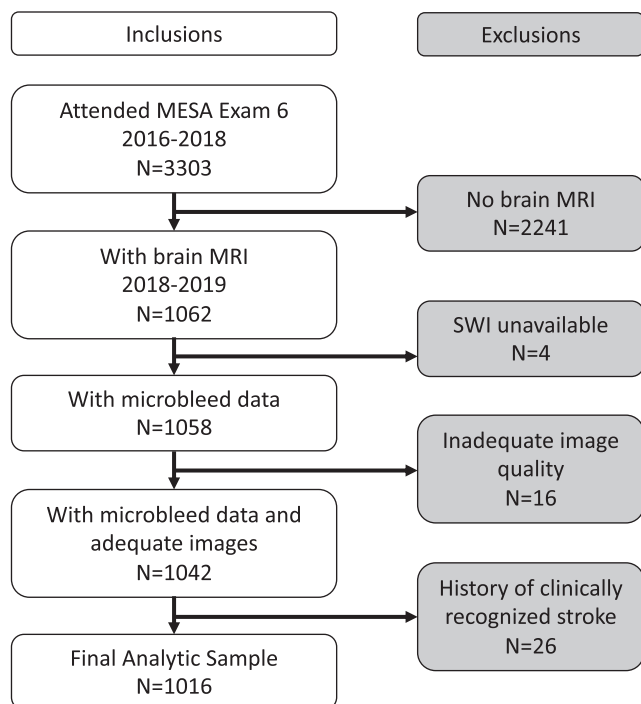 Inclusions
Exclusions
Attended MESA Exam 6
2016-2018
N=3303
No brain MRI
N=2241
With brain MRI
2018-2019
N=1062
SWI unavailable
N=4
With microbleed data
N=1058
Inadequate image
quality
N=16
With microbleed data and
adequate images
N=1042
History of clinically
recognized stroke
N=26
Final Analytic Sample
N=1016